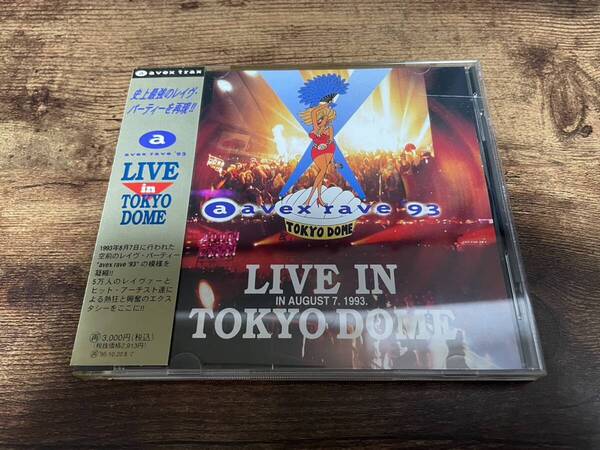 a avex trax
史上最強のレイヴ・
パーティーを再現!!
a
avex rave '93
LIVE
in
TOKYO
DOME
1993年8月7日に行われた
空前のレイヴ・パーティー
"avex rave '93"の模様を
凝縮!!
5万人のレイヴァーと
ヒット・アーチスト達に
よる熱狂と興奮のエクス
タシーをここに!!
再 3,000円(税込)
(税抜価格2,913円)
a avex rave '93
TOKYO DOME
LIVE IN
IN AUGUST 7. 1993.
TOKYO DOME